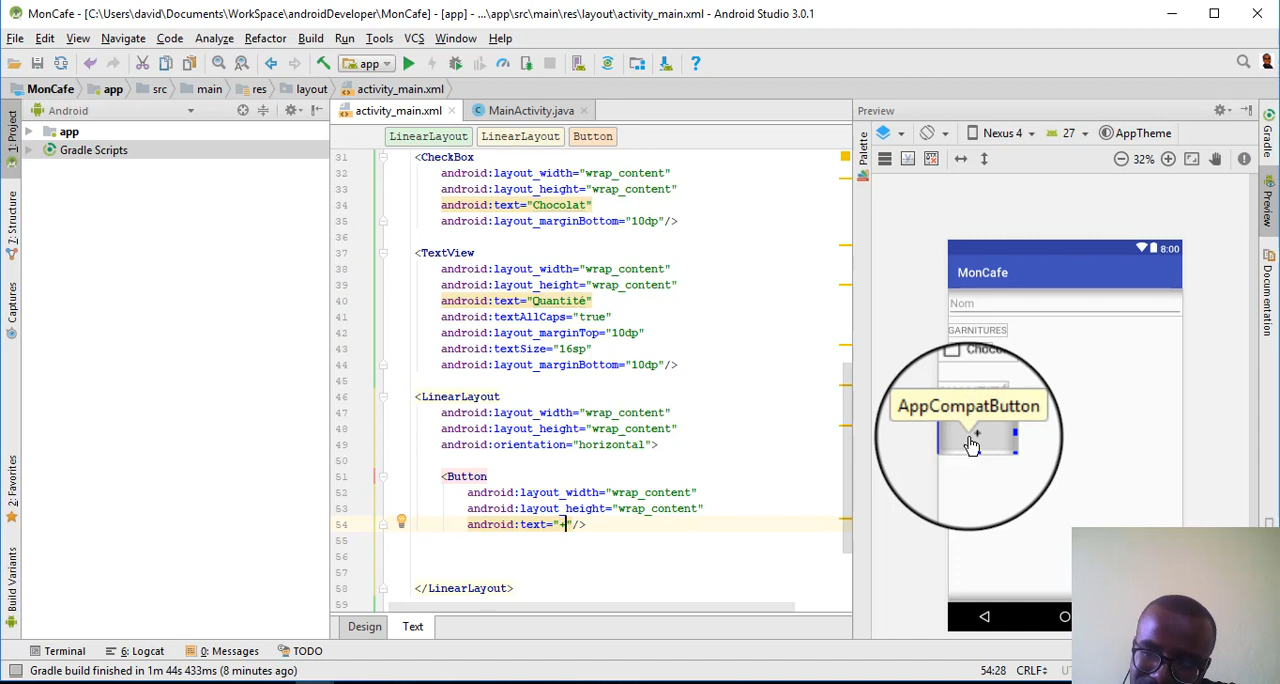 MonCafe - [C:\Users\david\Documents\WorkSpace\androidDeveloper\MonCafe] - [app] - ...\app\src\main\res\layout\activity_main.xml - Android Studio 3.0.1
File Edit View Navigate Code Analyze Refactor Build Run Tools VCS Window Help
app
MonCafe app src main res layout activity_main.xml
Android
activity_main.xml MainActivity.java
Preview
LinearLayout LinearLayout Button
Nexus 4 27 AppTheme
32%
app
Gradle Scripts
1: Project
7: Structure
Captures
2: Favorites
Build Variants
Palette
Gradle
Preview
Documentation
31 <CheckBox
32 android:layout_width="wrap_content"
33 android:layout_height="wrap_content"
34 android:text="Chocolat"
35 android:layout_marginBottom="10dp"/>
36
37 <TextView
38 android:layout_width="wrap_content"
39 android:layout_height="wrap_content"
40 android:text="Quantité"
41 android:textAllCaps="true"
42 android:layout_marginTop="10dp"
43 android:textSize="16sp"
44 android:layout_marginBottom="10dp"/>
45
46 <LinearLayout
47 android:layout_width="wrap_content"
48 android:layout_height="wrap_content"
49 android:orientation="horizontal">
50
51 <Button
52 android:layout_width="wrap_content"
53 android:layout_height="wrap_content"
54 android:text="+"/>
55
56
57
58 </LinearLayout>
59
8:00
MonCafe
Nom
GARNITURES
AppCompatButton
+
Design Text
Terminal 6: Logcat 0: Messages TODO
Gradle build finished in 1m 44s 433ms (8 minutes ago)
54:28 CRLF